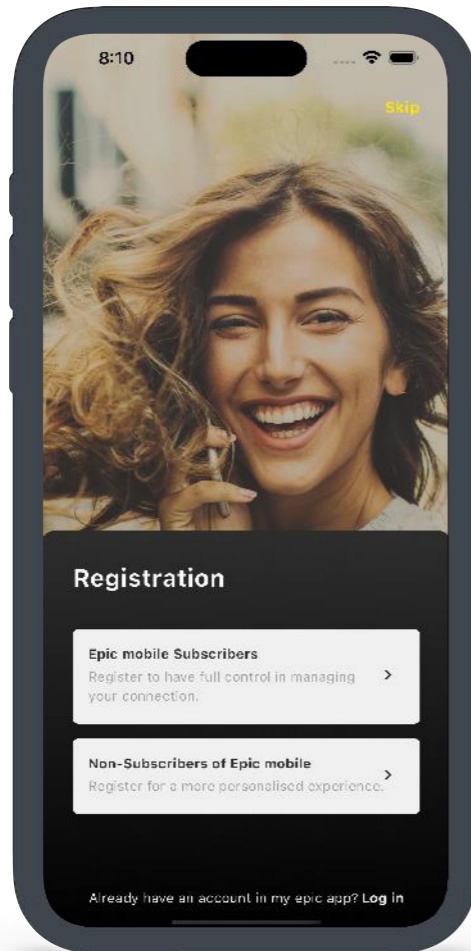 8:10
Skip
Registration
Epic mobile Subscribers
Register to have full control in managing
your connection.
Non-Subscribers of Epic mobile
Register for a more personalised experience.
Already have an account in my epic app? Log in